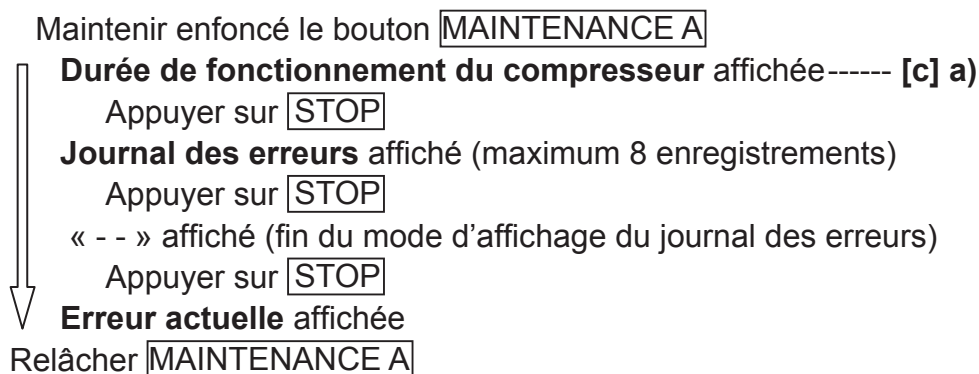 Maintenir enfoncé le bouton MAINTENANCE A
Durée de fonctionnement du compresseur affichée------ [c] a)
Appuyer sur STOP
Journal des erreurs affiché (maximum 8 enregistrements)
Appuyer sur STOP
« - - » affiché (fin du mode d’affichage du journal des erreurs)
Appuyer sur STOP
Erreur actuelle affichée
Relâcher MAINTENANCE A